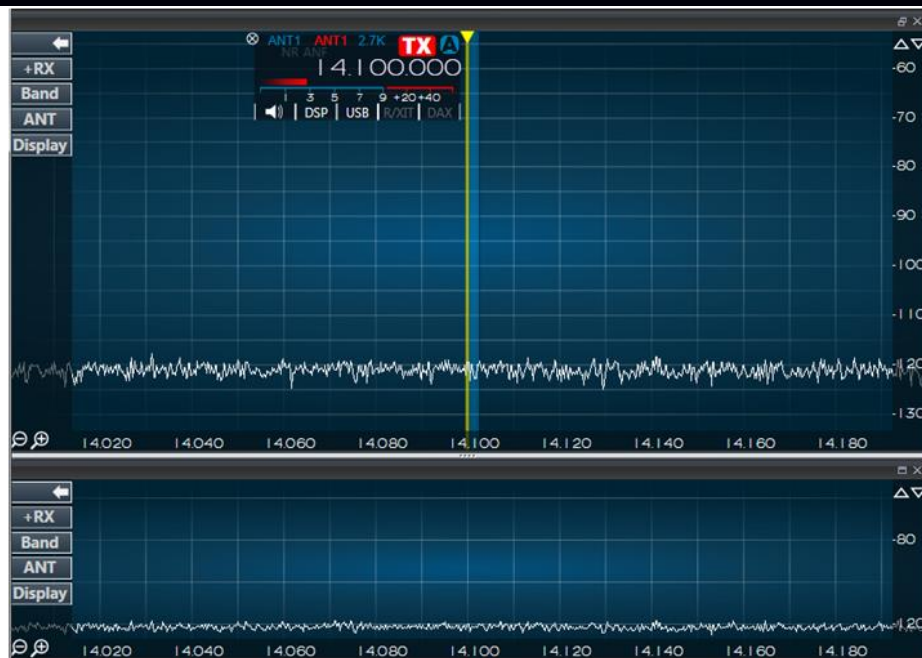 ANT1 ANT1 2.7K TX A
NR ANF
14.100.000
1 3 5 7 9 +20 +40
DSP USB R/XIT DAX
+RX
Band
ANT
Display
-60
-70
-80
-90
-100
-110
-120
-130
14.020 14.040 14.060 14.080 14.100 14.120 14.140 14.160 14.180
+RX
Band
ANT
Display
-80
-120
14.020 14.040 14.060 14.080 14.100 14.120 14.140 14.160 14.180